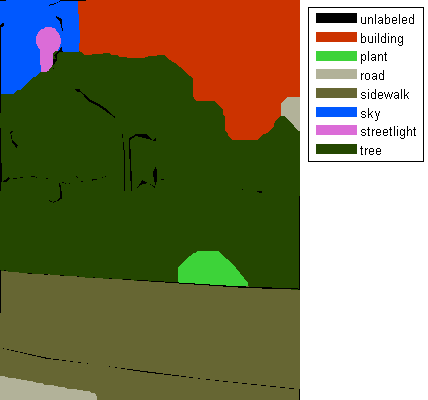 unlabeled
building
plant
road
sidewalk
sky
streetlight
tree